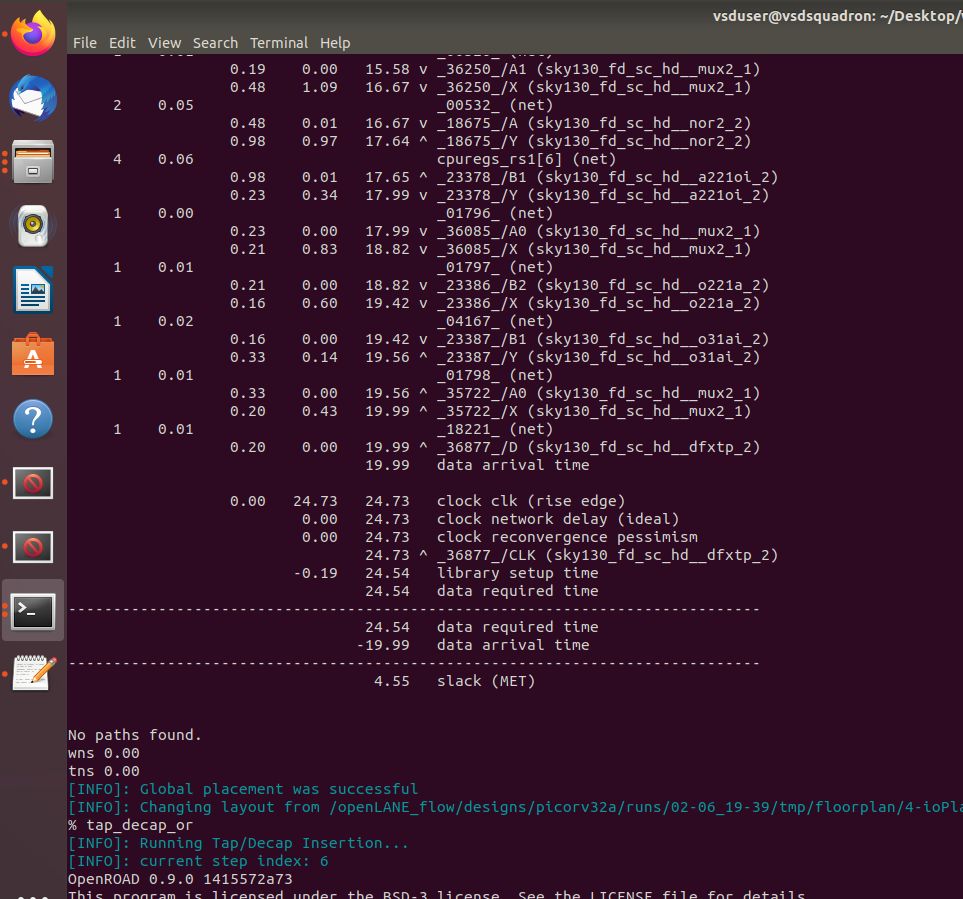 vsduser@vsdsquadron: ~/Desktop/
File Edit View Search Terminal Help
0.19 0.00 15.58 v _36250_/A1 (sky130_fd_sc_hd__mux2_1)
0.48 1.09 16.67 v _36250_/X (sky130_fd_sc_hd__mux2_1)
2 0.05 _00532_ (net)
0.48 0.01 16.67 v _18675_/A (sky130_fd_sc_hd__nor2_2)
0.98 0.97 17.64 ^ _18675_/Y (sky130_fd_sc_hd__nor2_2)
4 0.06 cpuregs_rs1[6] (net)
0.98 0.01 17.65 ^ _23378_/B1 (sky130_fd_sc_hd__a221oi_2)
0.23 0.34 17.99 v _23378_/Y (sky130_fd_sc_hd__a221oi_2)
1 0.00 _01796_ (net)
0.23 0.00 17.99 v _36085_/A0 (sky130_fd_sc_hd__mux2_1)
0.21 0.83 18.82 v _36085_/X (sky130_fd_sc_hd__mux2_1)
1 0.01 _01797_ (net)
0.21 0.00 18.82 v _23386_/B2 (sky130_fd_sc_hd__o221a_2)
0.16 0.60 19.42 v _23386_/X (sky130_fd_sc_hd__o221a_2)
1 0.02 _04167_ (net)
0.16 0.00 19.42 v _23387_/B1 (sky130_fd_sc_hd__o31ai_2)
0.33 0.14 19.56 ^ _23387_/Y (sky130_fd_sc_hd__o31ai_2)
1 0.01 _01798_ (net)
0.33 0.00 19.56 ^ _35722_/A0 (sky130_fd_sc_hd__mux2_1)
0.20 0.43 19.99 ^ _35722_/X (sky130_fd_sc_hd__mux2_1)
1 0.01 _18221_ (net)
0.20 0.00 19.99 ^ _36877_/D (sky130_fd_sc_hd__dfxtp_2)
19.99 data arrival time
0.00 24.73 24.73 clock clk (rise edge)
0.00 24.73 clock network delay (ideal)
0.00 24.73 clock reconvergence pessimism
24.73 ^ _36877_/CLK (sky130_fd_sc_hd__dfxtp_2)
-0.19 24.54 library setup time
24.54 data required time
-----------------------------------------------------------------------------
24.54 data required time
-19.99 data arrival time
-----------------------------------------------------------------------------
4.55 slack (MET)
No paths found.
wns 0.00
tns 0.00
[INFO]: Global placement was successful
[INFO]: Changing layout from /openLANE_flow/designs/picorv32a/runs/02-06_19-39/tmp/floorplan/4-ioPla
% tap_decap_or
[INFO]: Running Tap/Decap Insertion...
[INFO]: current step index: 6
OpenROAD 0.9.0 1415572a73
This program is licensed under the BSD-3 license. See the LICENSE file for details.